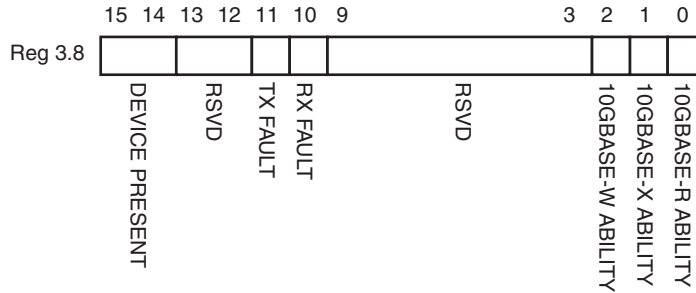 15 14 13 12 11 10 9 3 2 1 0
Reg 3.8
DEVICE PRESENT
RSVD
TX FAULT
RX FAULT
RSVD
10GBASE-W ABILITY
10GBASE-X ABILITY
10GBASE-R ABILITY